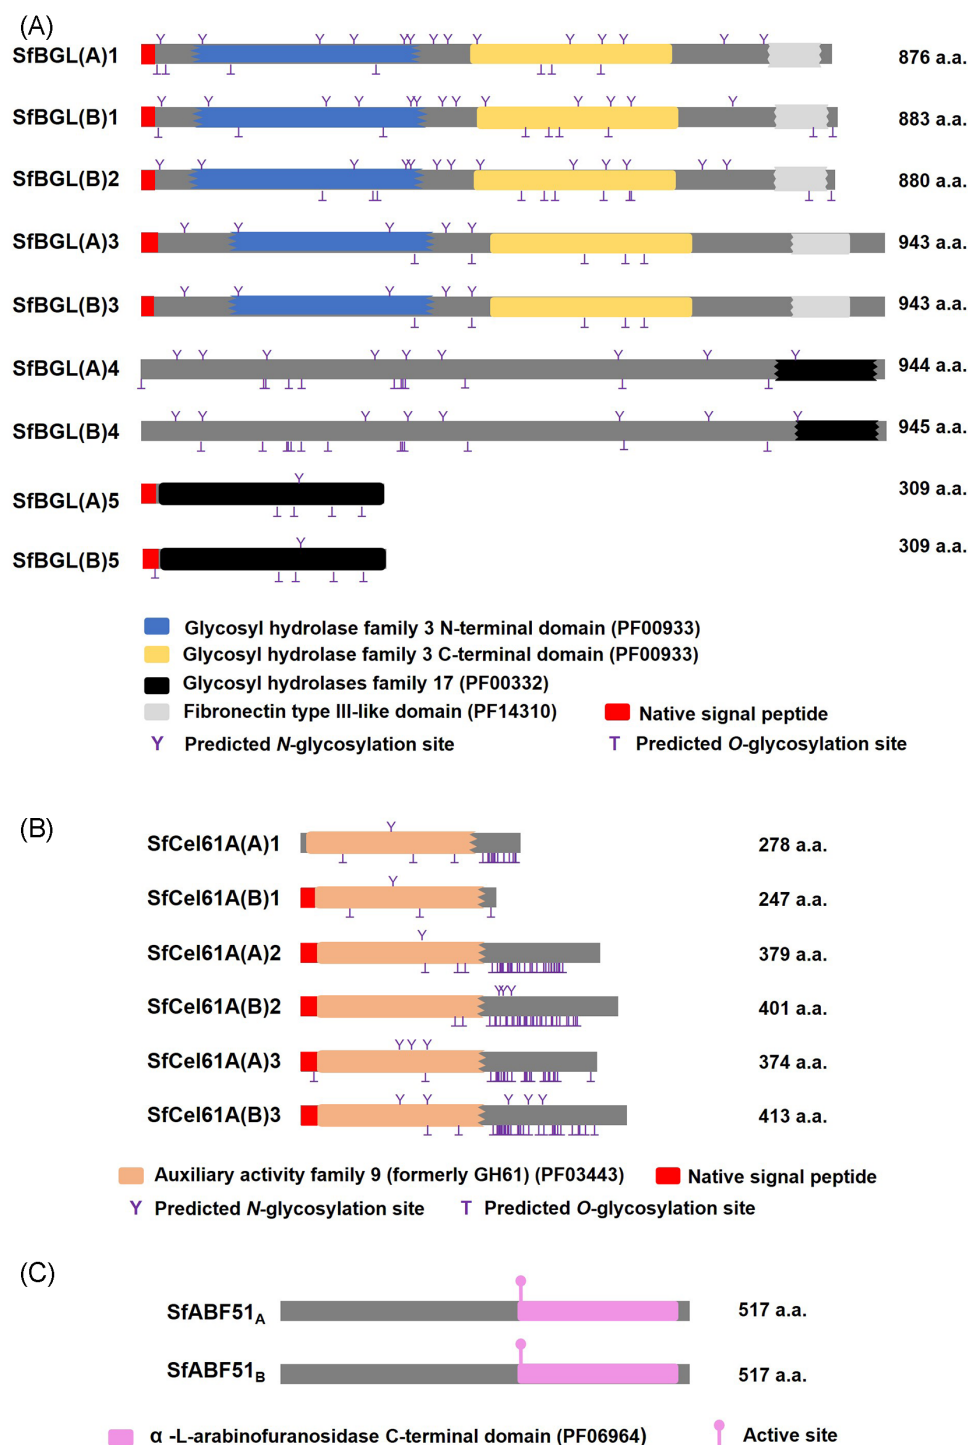 (A)
SfBGL(A)1 876 a.a.
SfBGL(B)1 883 a.a.
SfBGL(B)2 880 a.a.
SfBGL(A)3 943 a.a.
SfBGL(B)3 943 a.a.
SfBGL(A)4 944 a.a.
SfBGL(B)4 945 a.a.
SfBGL(A)5 309 a.a.
SfBGL(B)5 309 a.a.
Glycosyl hydrolase family 3 N-terminal domain (PF00933)
Glycosyl hydrolase family 3 C-terminal domain (PF00933)
Glycosyl hydrolases family 17 (PF00332)
Fibronectin type III-like domain (PF14310) Native signal peptide
Y Predicted N-glycosylation site T Predicted O-glycosylation site
(B)
SfCel61A(A)1 278 a.a.
SfCel61A(B)1 247 a.a.
SfCel61A(A)2 379 a.a.
SfCel61A(B)2 401 a.a.
SfCel61A(A)3 374 a.a.
SfCel61A(B)3 413 a.a.
Auxiliary activity family 9 (formerly GH61) (PF03443) Native signal peptide
Y Predicted N-glycosylation site T Predicted O-glycosylation site
(C)
SfABF51A 517 a.a.
SfABF51B 517 a.a.
α -L-arabinofuranosidase C-terminal domain (PF06964) Active site